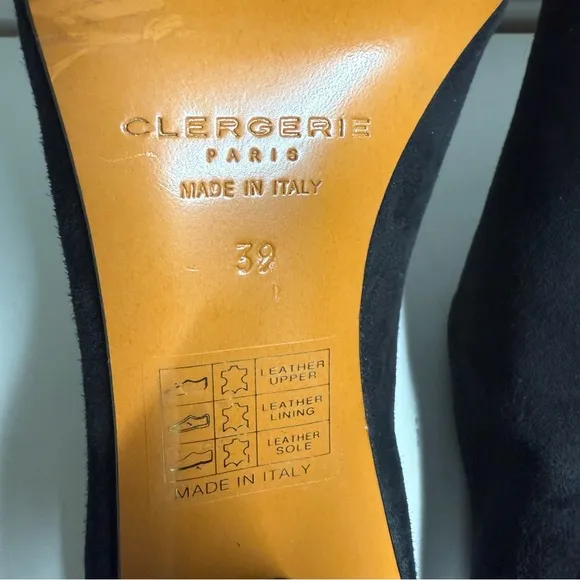 CLERGERIE
PARIS
MADE IN ITALY
39
LEATHER
UPPER
LEATHER
LINING
LEATHER
SOLE
MADE IN ITALY